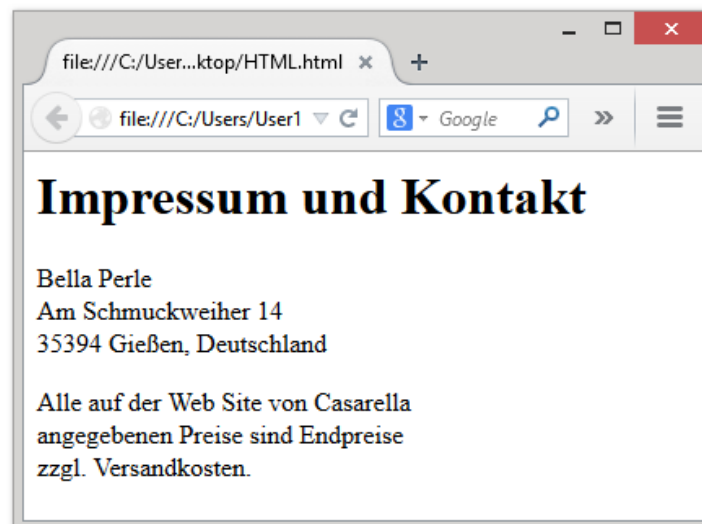 file:///C:/User...ktop/HTML.html
file:///C:/Users/User1
8
Google
Impressum und Kontakt
Bella Perle
Am Schmuckweiher 14
35394 Gießen, Deutschland
Alle auf der Web Site von Casarella
angegebenen Preise sind Endpreise
zzgl. Versandkosten.